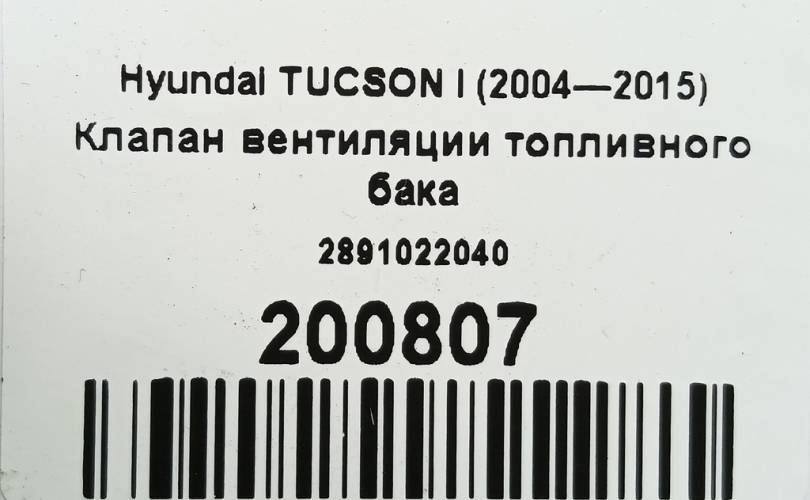 Hyundai TUCSON I (2004—2015)
Клапан вентиляции топливного
бака
2891022040
200807